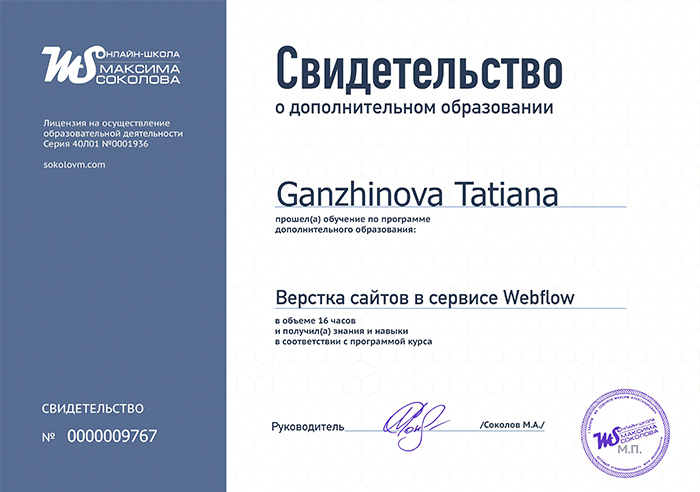 ОНЛАЙН-ШКОЛА
MS МАКСИМА
СОКОЛОВА
Лицензия на осуществление
образовательной деятельности
Серия 40Л01 №0001936
sokolovm.com
СВИДЕТЕЛЬСТВО
№ 0000009767
Свидетельство
о дополнительном образовании
Ganzhinova Tatiana
прошел(а) обучение по программе
дополнительного образования:
Верстка сайтов в сервисе Webflow
в объеме 16 часов
и получил(а) знания и навыки
в соответствии с программой курса
Руководитель
/Соколов М.А./
ОНЛАЙН-ШКОЛА
MS МАКСИМА
СОКОЛОВА
М.П.